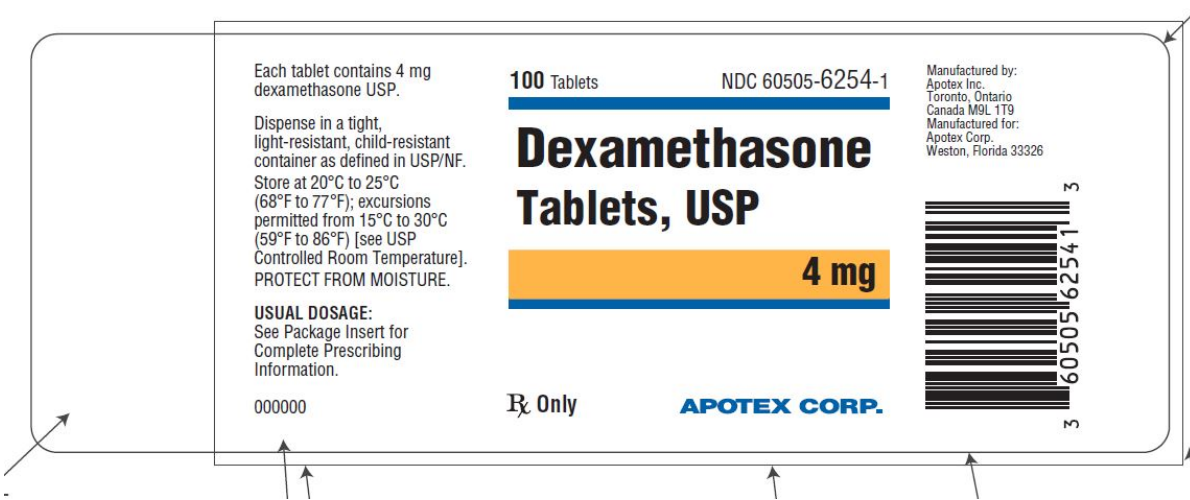 Each tablet contains 4 mg
dexamethasone USP.
Dispense in a tight,
light-resistant, child-resistant
container as defined in USP/NF.
Store at 20°C to 25°C
(68°F to 77°F); excursions
permitted from 15°C to 30°C
(59°F to 86°F) [see USP
Controlled Room Temperature].
PROTECT FROM MOISTURE.
USUAL DOSAGE:
See Package Insert for
Complete Prescribing
Information.
000000
100 Tablets NDC 60505-6254-1
Dexamethasone
Tablets, USP
4 mg
℞ Only APOTEX CORP.
Manufactured by:
Apotex Inc.
Toronto, Ontario
Canada M9L 1T9
Manufactured for:
Apotex Corp.
Weston, Florida 33326
3 60505 62541 3